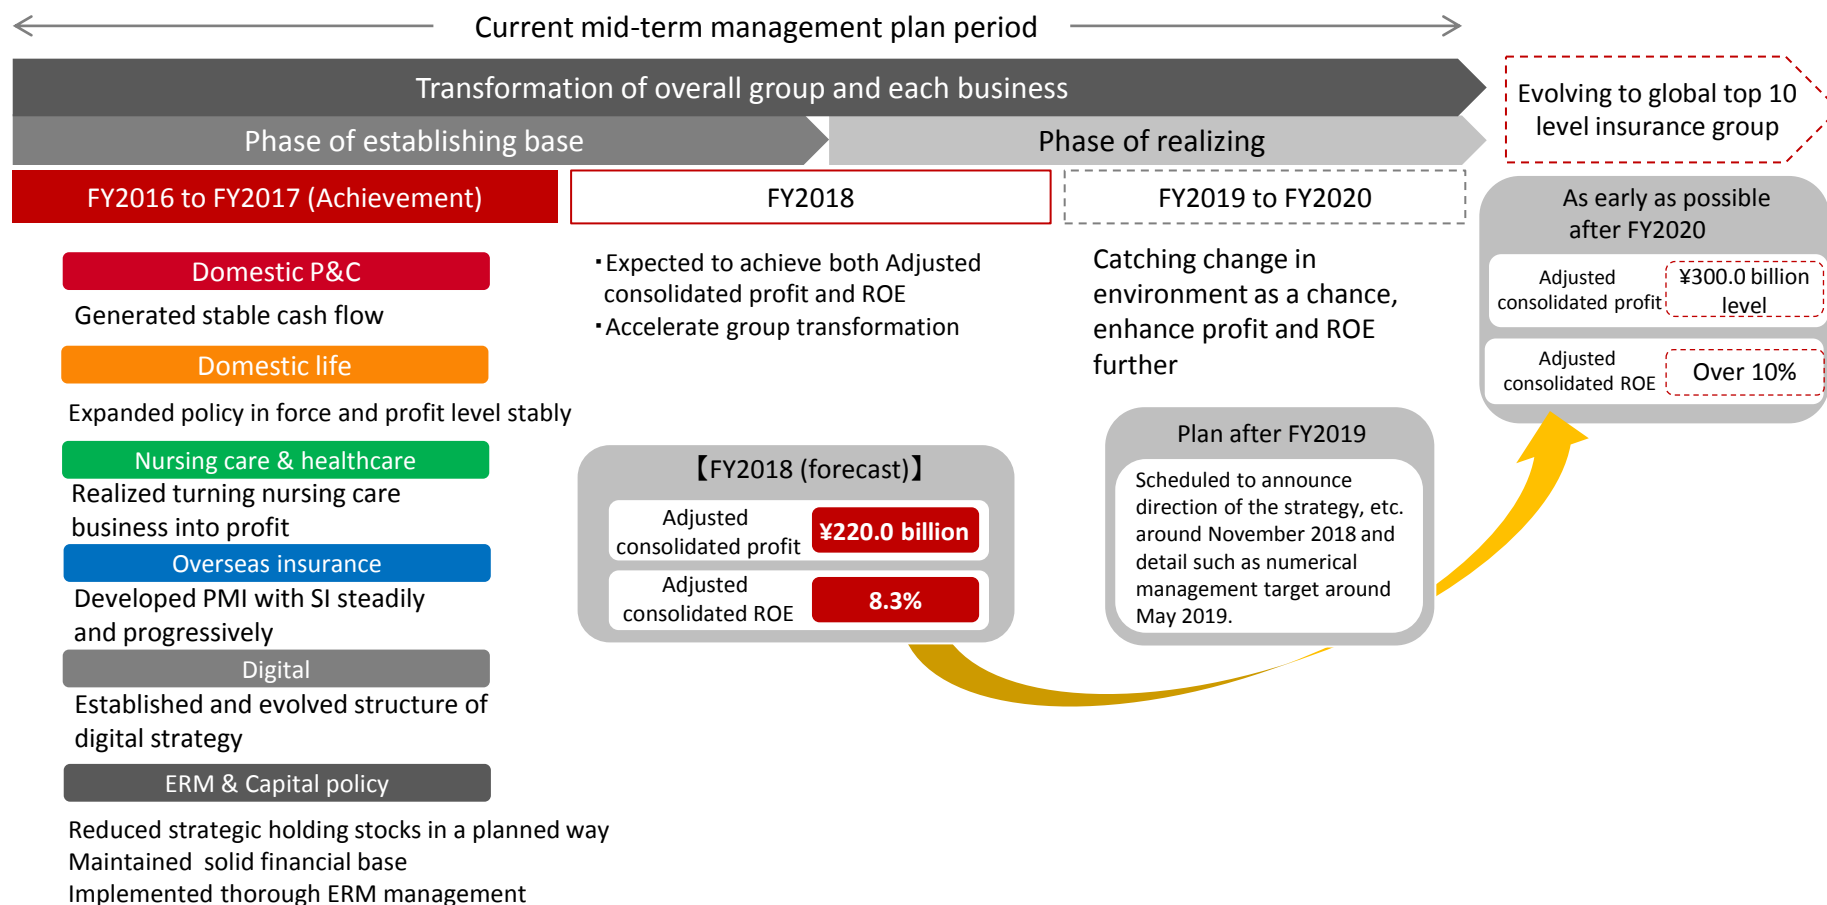 Current mid-term management plan period
Transformation of overall group and each business
Phase of establishing base
Phase of realizing
Evolving to global top 10
level insurance group
FY2016 to FY2017 (Achievement)
Domestic P&C
Generated stable cash flow
Domestic life
Expanded policy in force and profit level stably
Nursing care & healthcare
Realized turning nursing care
business into profit
Overseas insurance
Developed PMI with SI steadily
and progressively
Digital
Established and evolved structure of
digital strategy
ERM & Capital policy
Reduced strategic holding stocks in a planned way
Maintained  solid financial base
Implemented thorough ERM management
FY2018
・Expected to achieve both Adjusted
consolidated profit and ROE
・Accelerate group transformation
【FY2018 (forecast)】
Adjusted
consolidated profit
¥220.0 billion
Adjusted
consolidated ROE
8.3%
FY2019 to FY2020
Catching change in
environment as a chance,
enhance profit and ROE
further
Plan after FY2019
Scheduled to announce
direction of the strategy, etc.
around November 2018 and
detail such as numerical
management target around
May 2019.
As early as possible
after FY2020
Adjusted
consolidated profit
¥300.0 billion
level
Adjusted
consolidated ROE
Over 10%